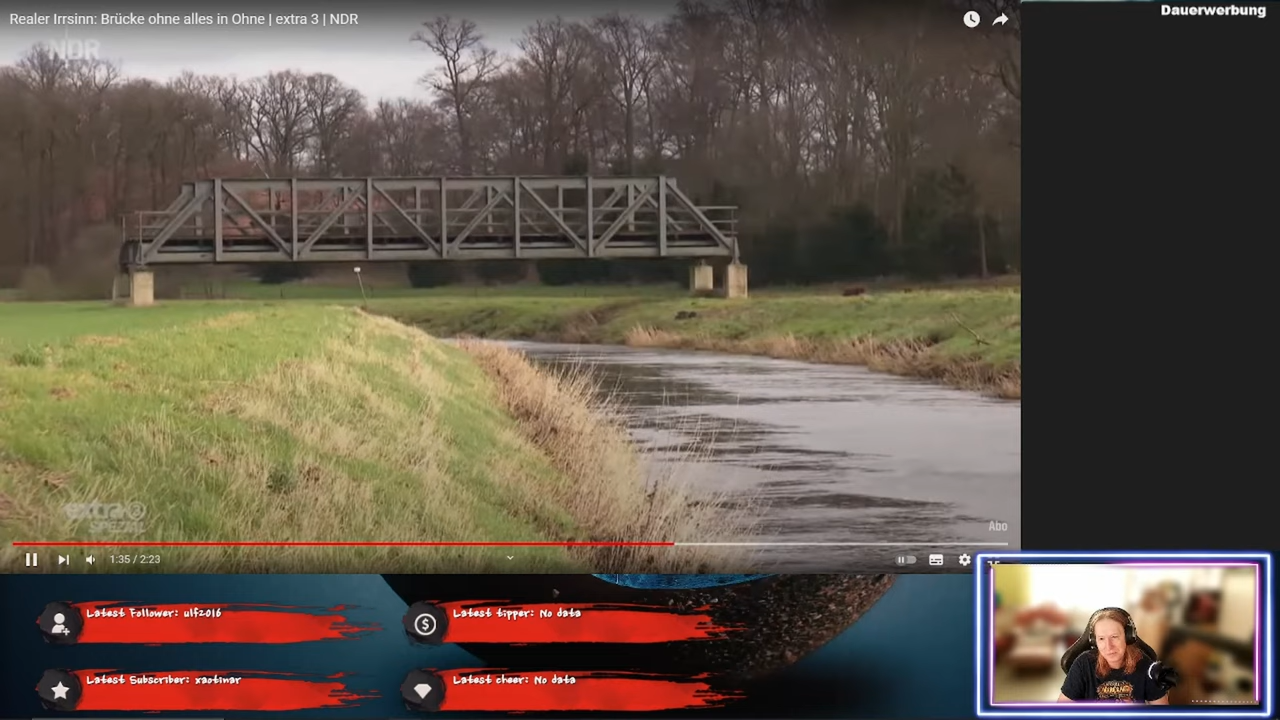 Realer Irrsinn: Brücke ohne alles in Ohne | extra 3 | NDR
Dauerwerbung
NDR
extra 3
SPEZIAL
Abo
1:35 / 2:23
Latest Follower: ulf2016
Latest tipper: No data
Latest Subscriber: xaotinar
Latest cheer: No data